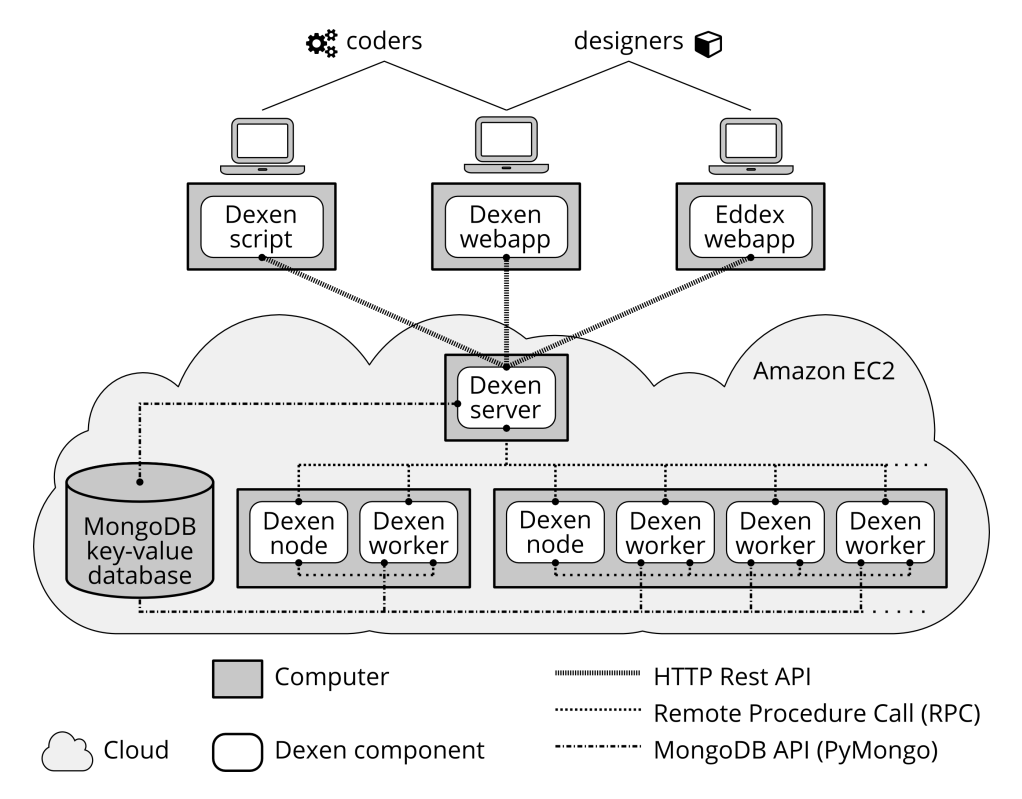 coders
designers
Dexen
script
Dexen
webapp
Eddex
webapp
Amazon EC2
Dexen
server
MongoDB
key-value
database
Dexen
node
Dexen
worker
Dexen
node
Dexen
worker
Dexen
worker
Dexen
worker
Computer
HTTP Rest API
Remote Procedure Call (RPC)
Cloud
Dexen component
MongoDB API (PyMongo)